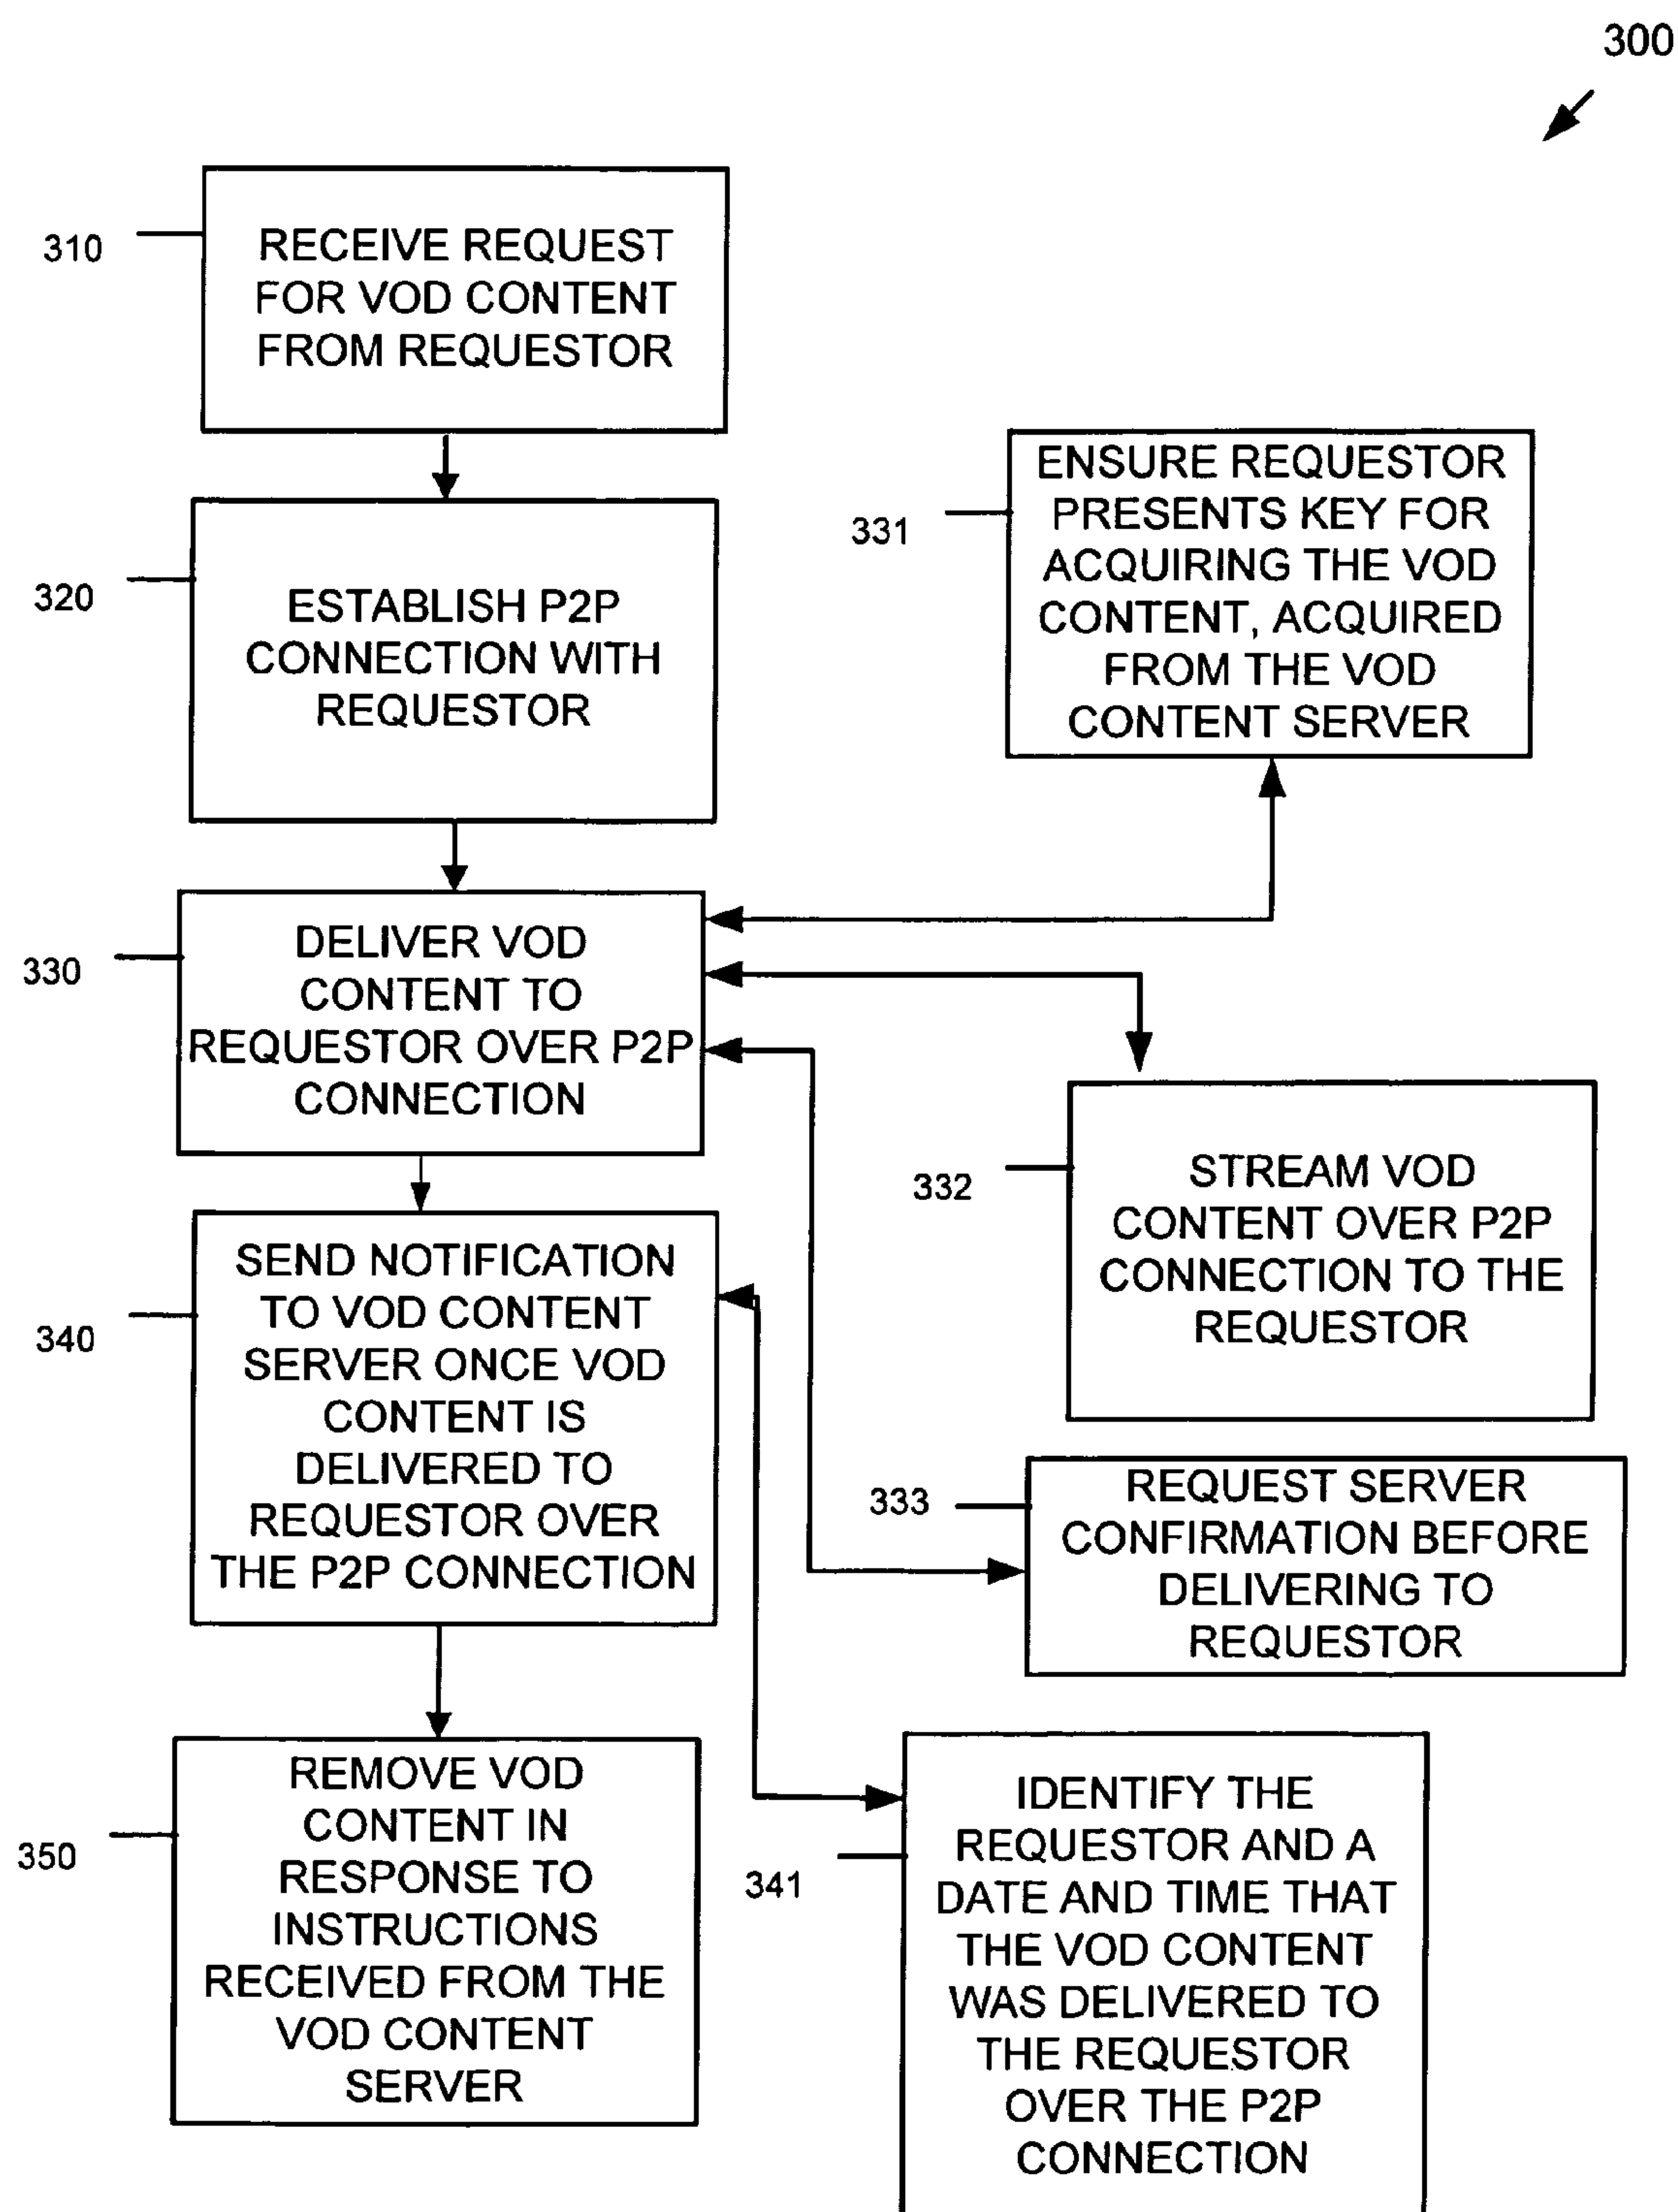 300
310
RECEIVE REQUEST
FOR VOD CONTENT
FROM REQUESTOR
320
ESTABLISH P2P
CONNECTION WITH
REQUESTOR
331
ENSURE REQUESTOR
PRESENTS KEY FOR
ACQUIRING THE VOD
CONTENT, ACQUIRED
FROM THE VOD
CONTENT SERVER
330
DELIVER VOD
CONTENT TO
REQUESTOR OVER P2P
CONNECTION
332
STREAM VOD
CONTENT OVER P2P
CONNECTION TO THE
REQUESTOR
340
SEND NOTIFICATION
TO VOD CONTENT
SERVER ONCE VOD
CONTENT IS
DELIVERED TO
REQUESTOR OVER
THE P2P CONNECTION
333
REQUEST SERVER
CONFIRMATION BEFORE
DELIVERING TO
REQUESTOR
350
REMOVE VOD
CONTENT IN
RESPONSE TO
INSTRUCTIONS
RECEIVED FROM THE
VOD CONTENT
SERVER
341
IDENTIFY THE
REQUESTOR AND A
DATE AND TIME THAT
THE VOD CONTENT
WAS DELIVERED TO
THE REQUESTOR
OVER THE P2P
CONNECTION